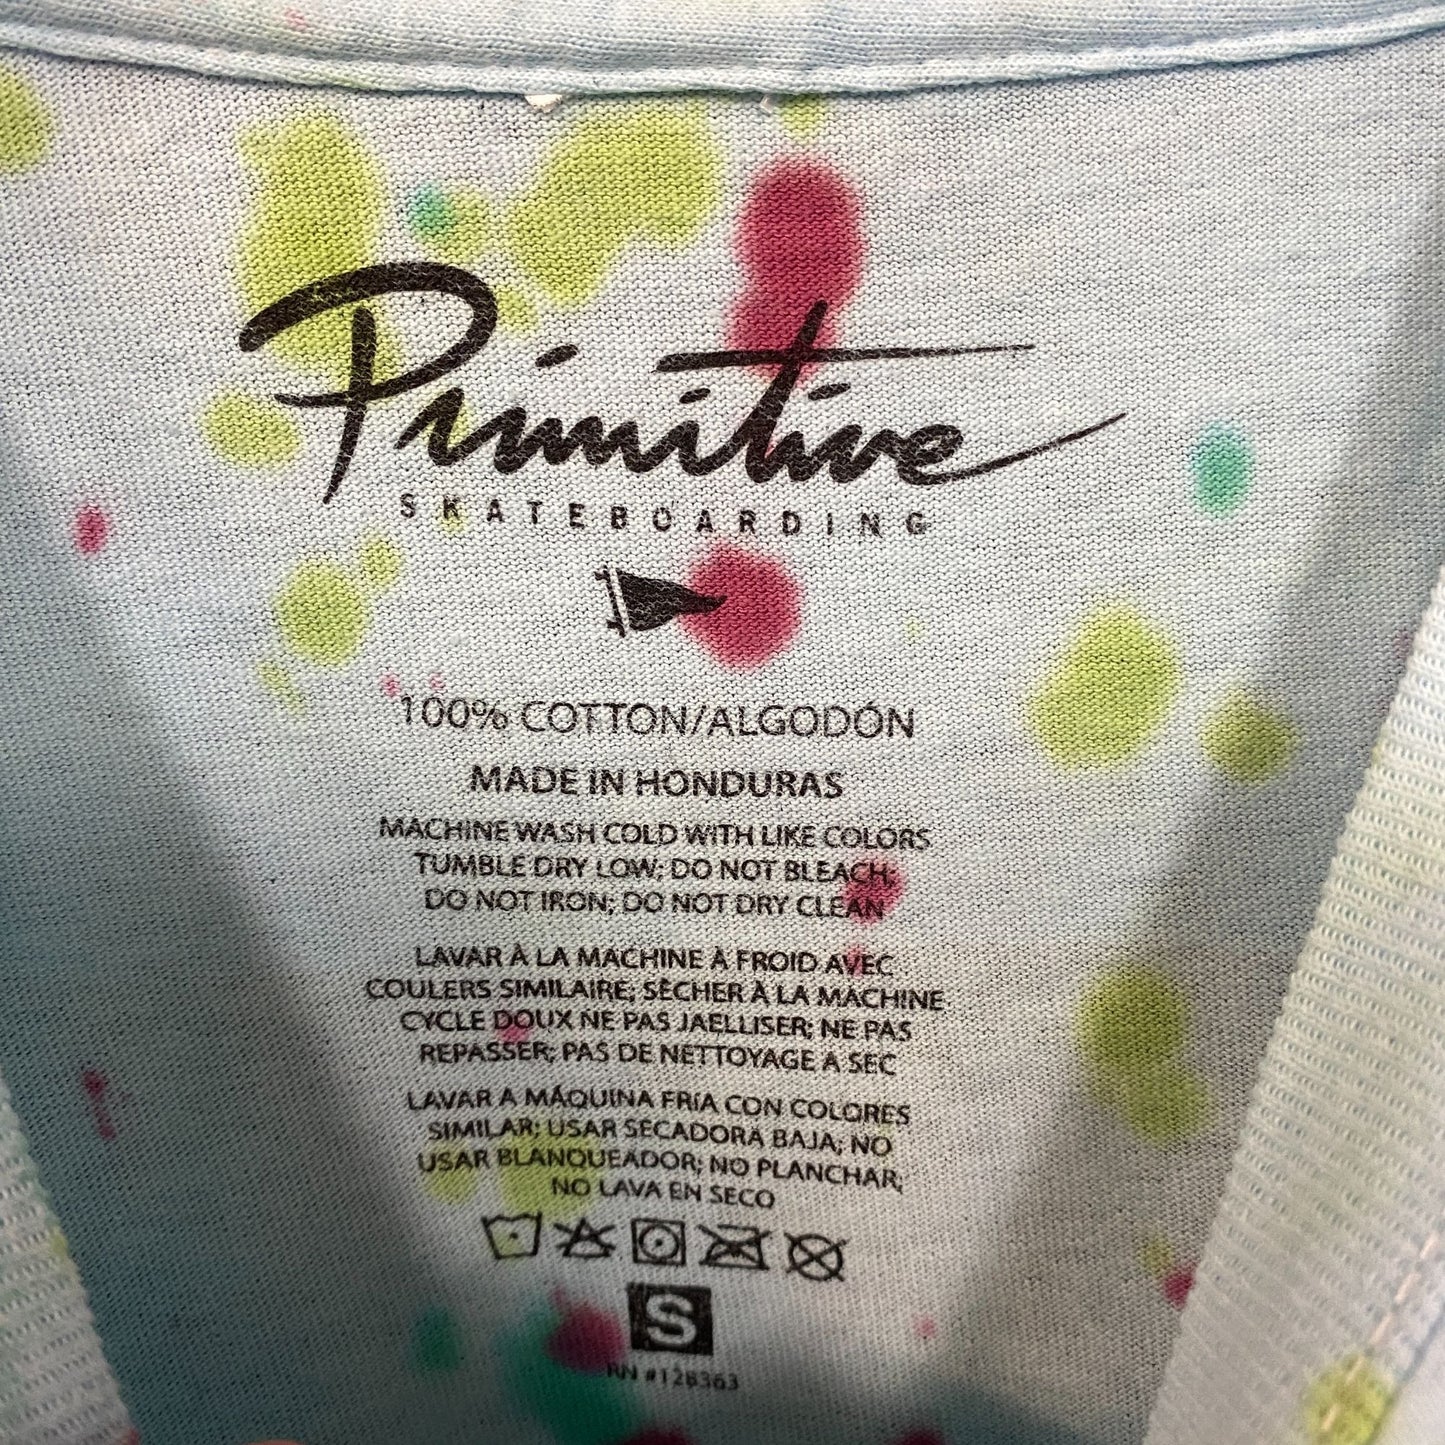 Primitive
SKATEBOARDING
100% COTTON/ALGODÓN
MADE IN HONDURAS
MACHINE WASH COLD WITH LIKE COLORS
TUMBLE DRY LOW; DO NOT BLEACH;
DO NOT IRON; DO NOT DRY CLEAN
LAVAR À LA MACHINE À FROID AVEC
COULERS SIMILAIRE; SÈCHER À LA MACHINE
CYCLE DOUX NE PAS JAELLISER; NE PAS
REPASSER; PAS DE NETTOYAGE A SEC
LAVAR A MÁQUINA FRIA CON COLORES
SIMILAR; USAR SECADORA BAJA; NO
USAR BLANQUEADOR; NO PLANCHAR;
NO LAVA EN SECO
S
RN #128363